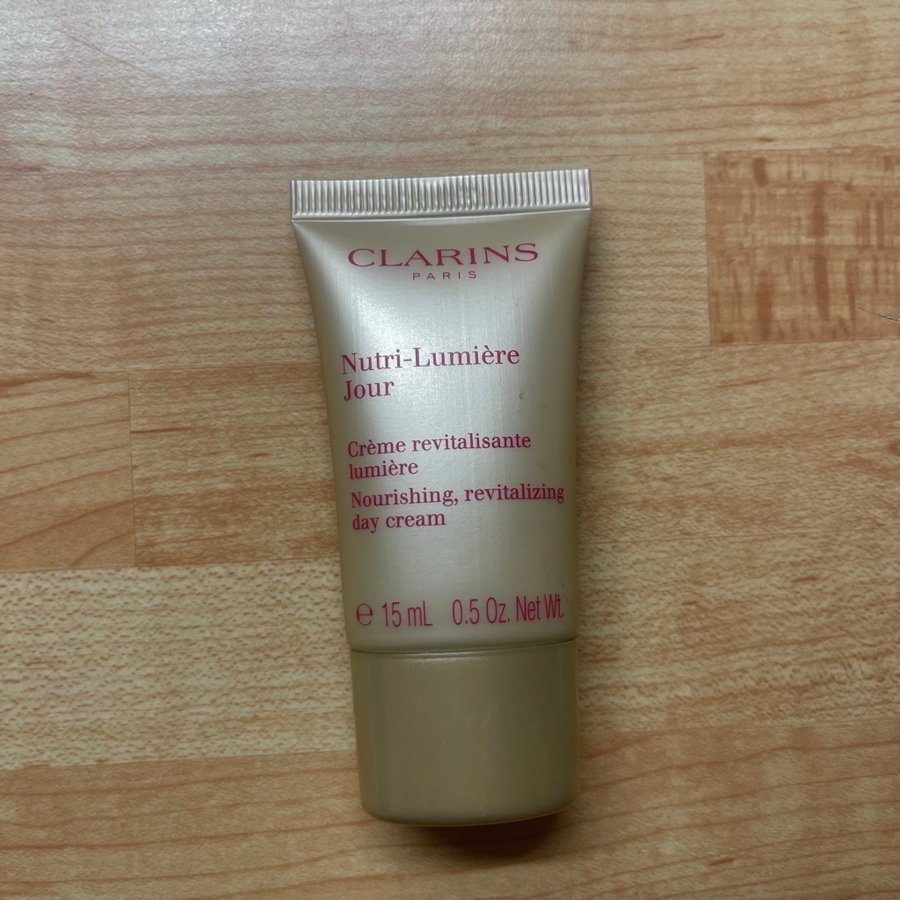 CLARINS
PARIS
Nutri-Lumière
Jour
Crème revitalisante
lumière
Nourishing, revitalizing
day cream
℮ 15 mL 0.5 Oz. Net Wt.